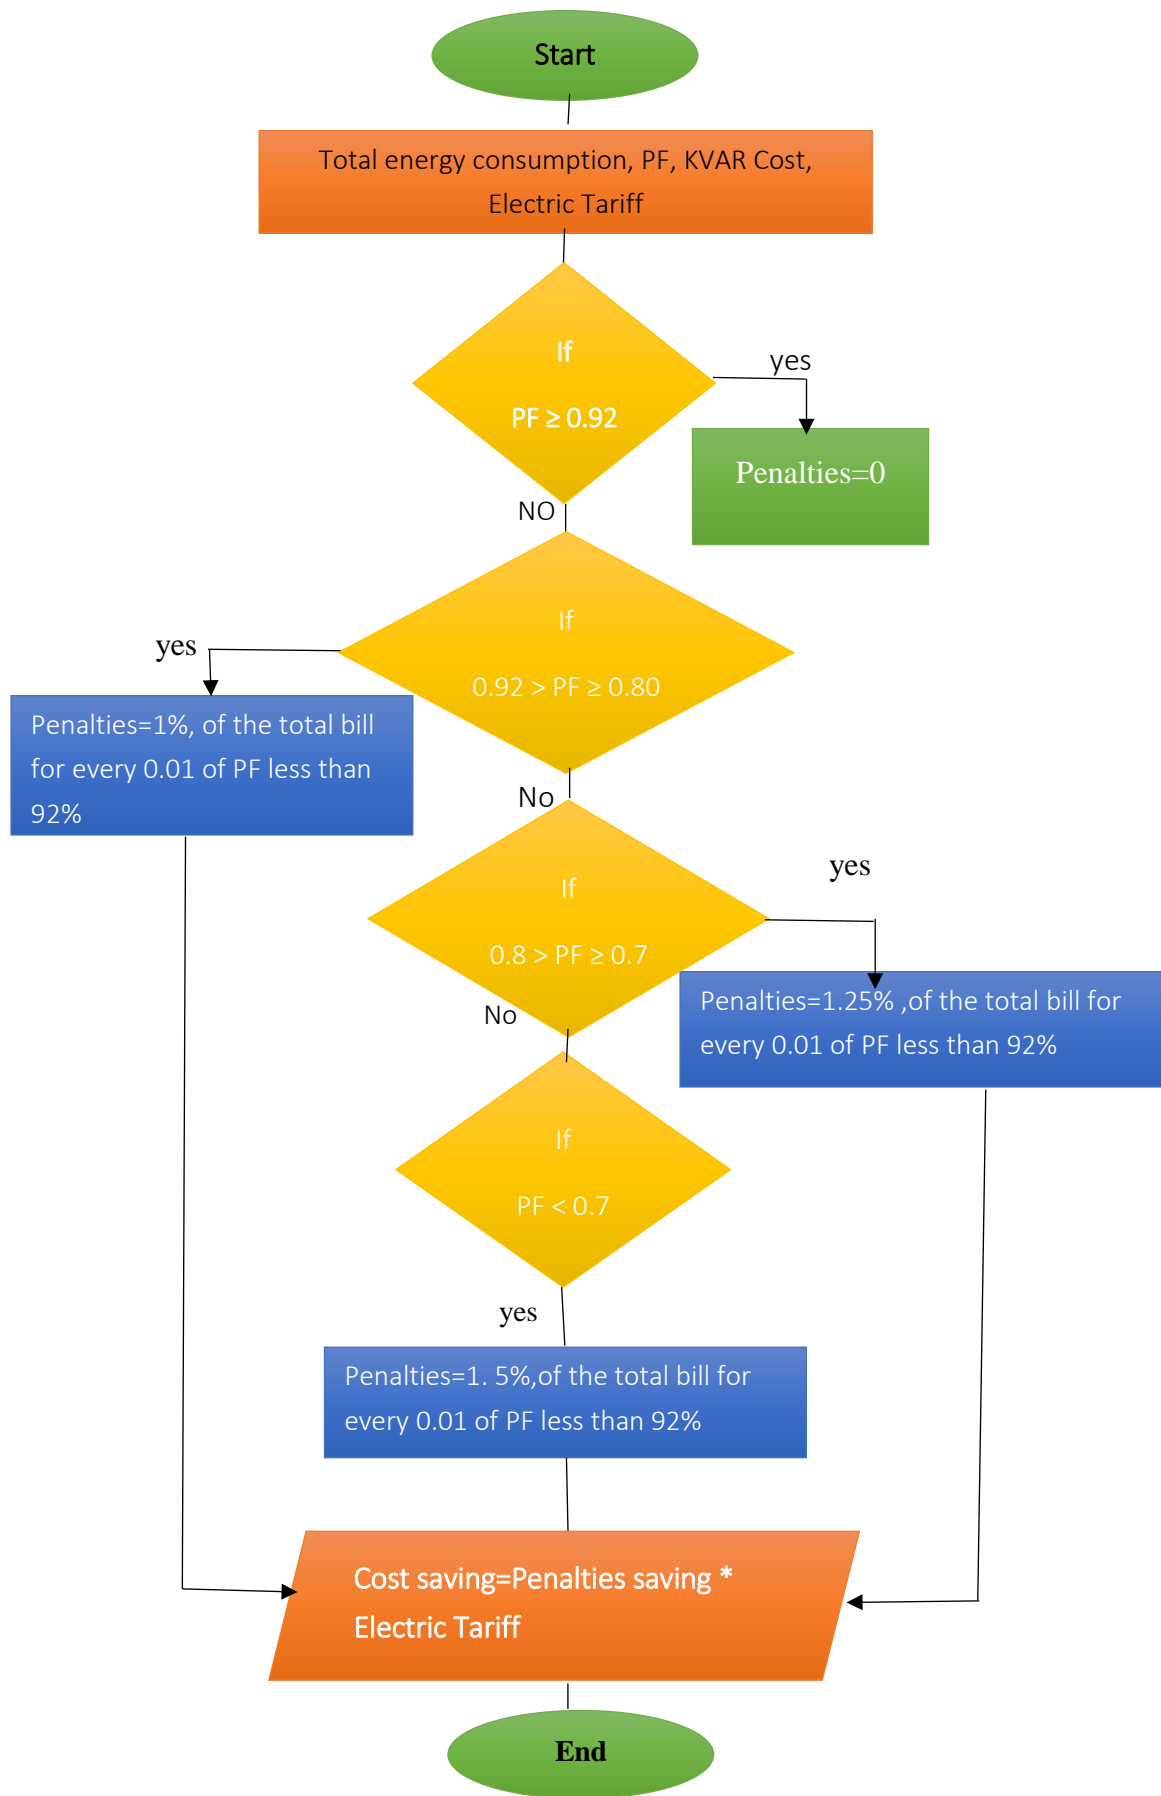 Start
Total energy consumption, PF, KVAR Cost,
Electric Tariff
If
PF ≥ 0.92
yes
Penalties=0
NO
If
0.92 > PF ≥ 0.80
yes
Penalties=1%, of the total bill
for every 0.01 of PF less than
92%
No
If
0.8 > PF ≥ 0.7
yes
Penalties=1.25% ,of the total bill for
every 0.01 of PF less than 92%
No
If
PF < 0.7
yes
Penalties=1. 5%,of the total bill for
every 0.01 of PF less than 92%
Cost saving=Penalties saving *
Electric Tariff
End